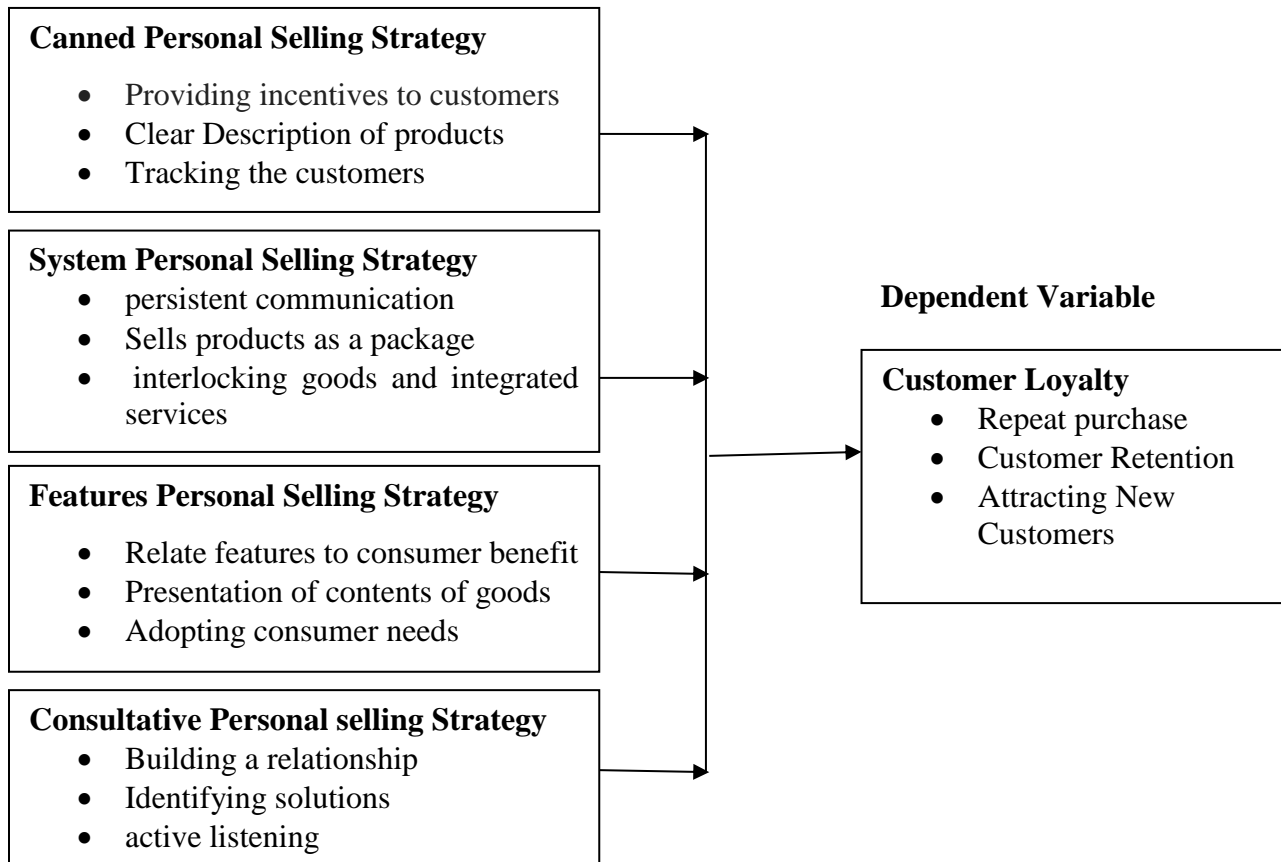 Canned Personal Selling Strategy
• Providing incentives to customers
• Clear Description of products
• Tracking the customers
System Personal Selling Strategy
• persistent communication
• Sells products as a package
• interlocking goods and integrated
services
Features Personal Selling Strategy
• Relate features to consumer benefit
• Presentation of contents of goods
• Adopting consumer needs
Consultative Personal selling Strategy
• Building a relationship
• Identifying solutions
• active listening
Dependent Variable
Customer Loyalty
• Repeat purchase
• Customer Retention
• Attracting New
Customers